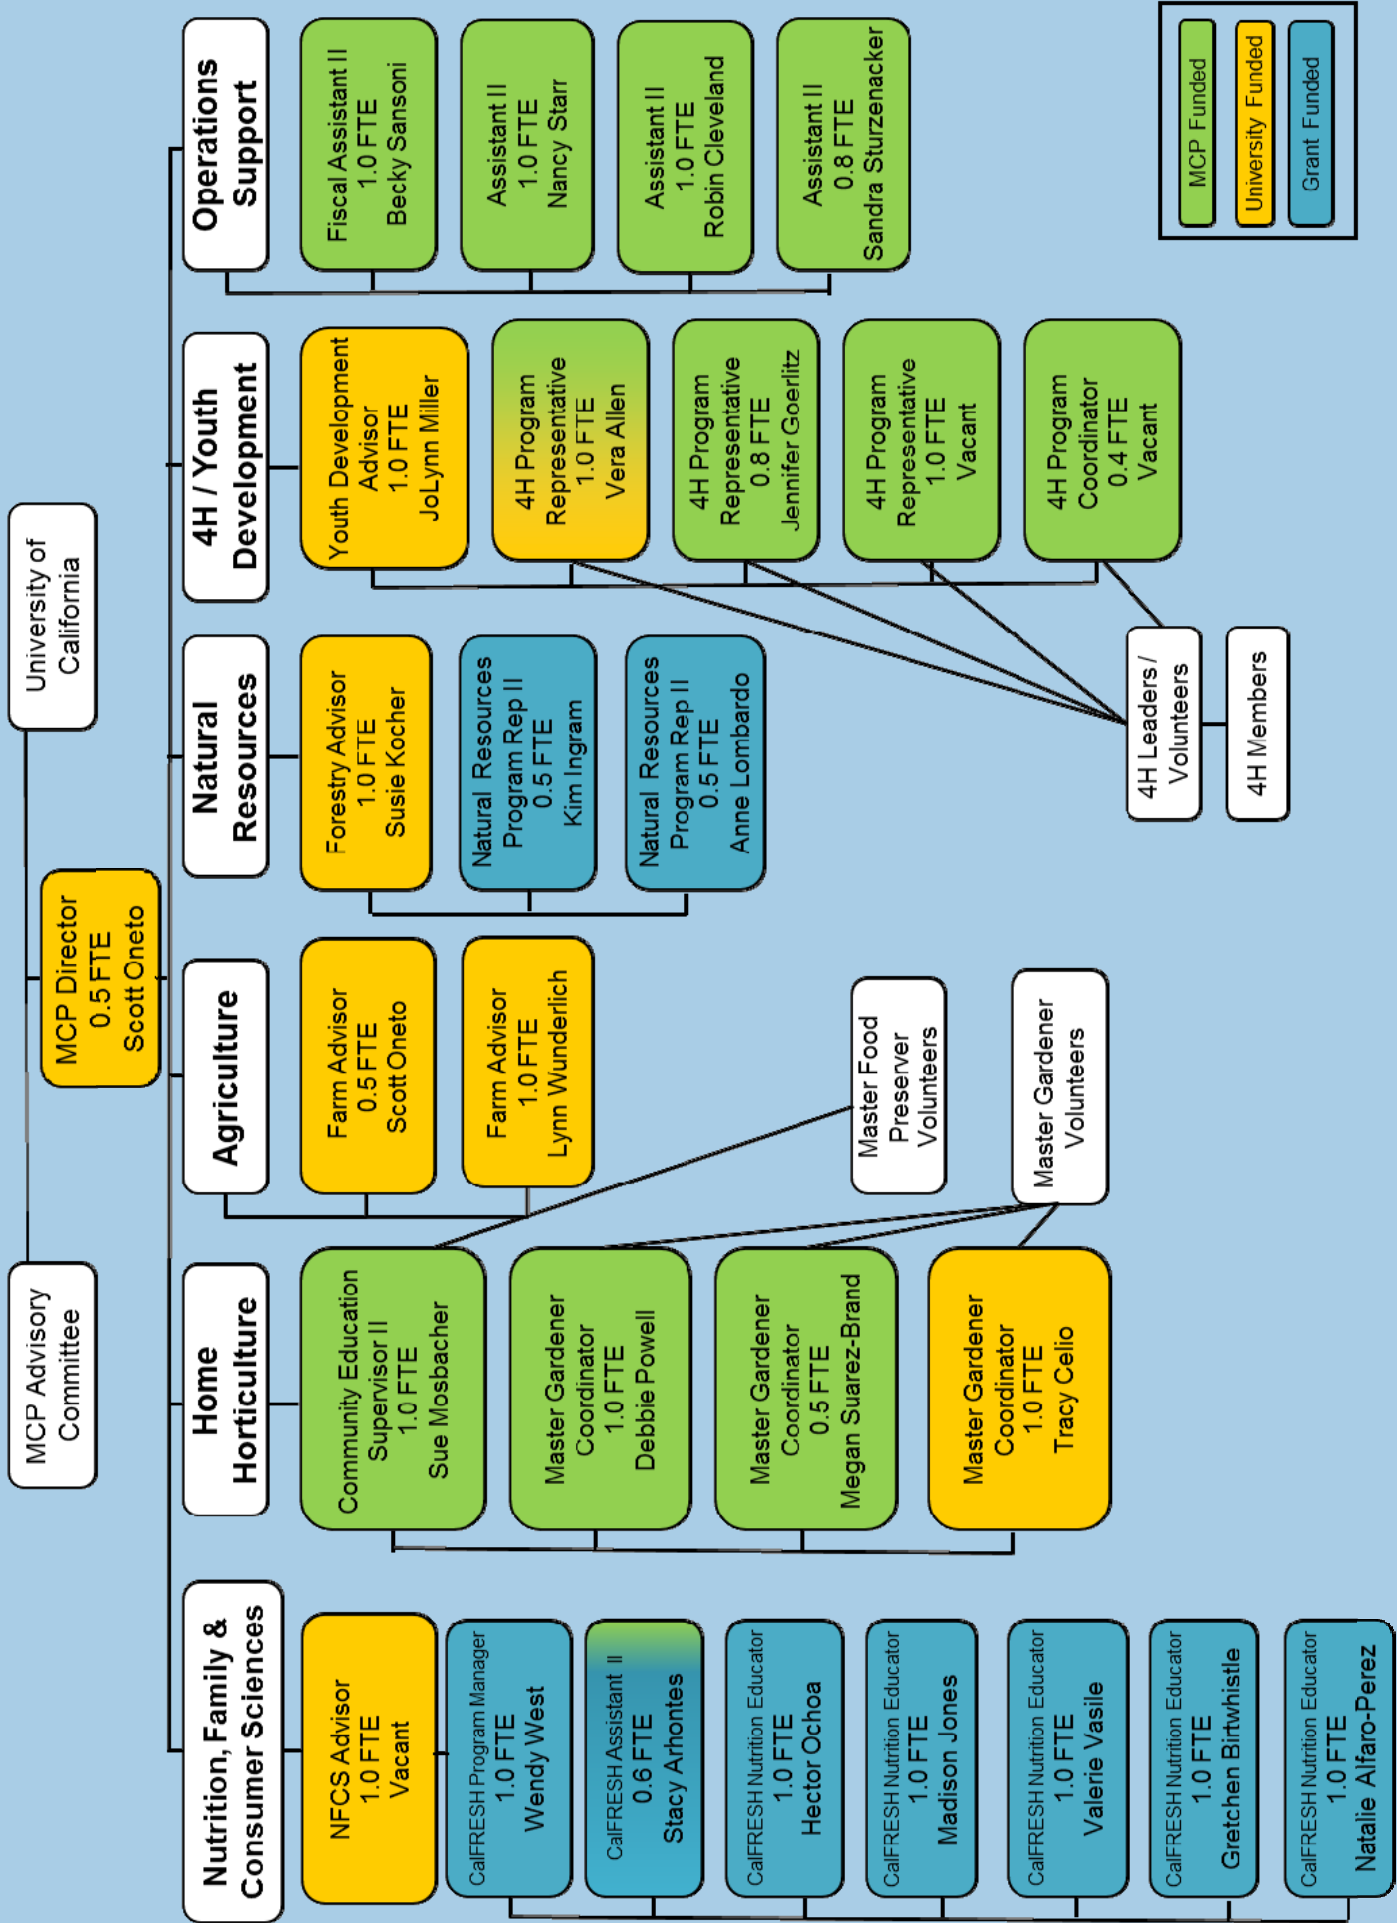 MCP Advisory
Committee
University of
California
MCP Director
0.5 FTE
Scott Oneto
Nutrition, Family &
Consumer Sciences
NFCS Advisor
1.0 FTE
Vacant
CalFRESH Program Manager
1.0 FTE
Wendy West
CalFRESH Assistant II
0.6 FTE
Stacy Arhontes
CalFRESH Nutrition Educator
1.0 FTE
Hector Ochoa
CalFRESH Nutrition Educator
1.0 FTE
Madison Jones
CalFRESH Nutrition Educator
1.0 FTE
Valerie Vasile
CalFRESH Nutrition Educator
1.0 FTE
Gretchen Birtwhistle
CalFRESH Nutrition Educator
1.0 FTE
Natalie Alfaro-Perez
Home
Horticulture
Community Education
Supervisor II
1.0 FTE
Sue Mosbacher
Master Gardener
Coordinator
1.0 FTE
Debbie Powell
Master Gardener
Coordinator
0.5 FTE
Megan Suarez-Brand
Master Gardener
Coordinator
1.0 FTE
Tracy Celio
Agriculture
Farm Advisor
0.5 FTE
Scott Oneto
Farm Advisor
1.0 FTE
Lynn Wunderlich
Master Food
Preserver
Volunteers
Master Gardener
Volunteers
Natural
Resources
Forestry Advisor
1.0 FTE
Susie Kocher
Natural Resources
Program Rep II
0.5 FTE
Kim Ingram
Natural Resources
Program Rep II
0.5 FTE
Anne Lombardo
4H / Youth
Development
Youth Development
Advisor
1.0 FTE
JoLynn Miller
4H Program
Representative
1.0 FTE
Vera Allen
4H Program
Representative
0.8 FTE
Jennifer Goerlitz
4H Program
Representative
1.0 FTE
Vacant
4H Program
Coordinator
0.4 FTE
Vacant
4H Leaders /
Volunteers
4H Members
Operations
Support
Fiscal Assistant II
1.0 FTE
Becky Sansoni
Assistant II
1.0 FTE
Nancy Starr
Assistant II
1.0 FTE
Robin Cleveland
Assistant II
0.8 FTE
Sandra Sturzenacker
MCP Funded
University Funded
Grant Funded